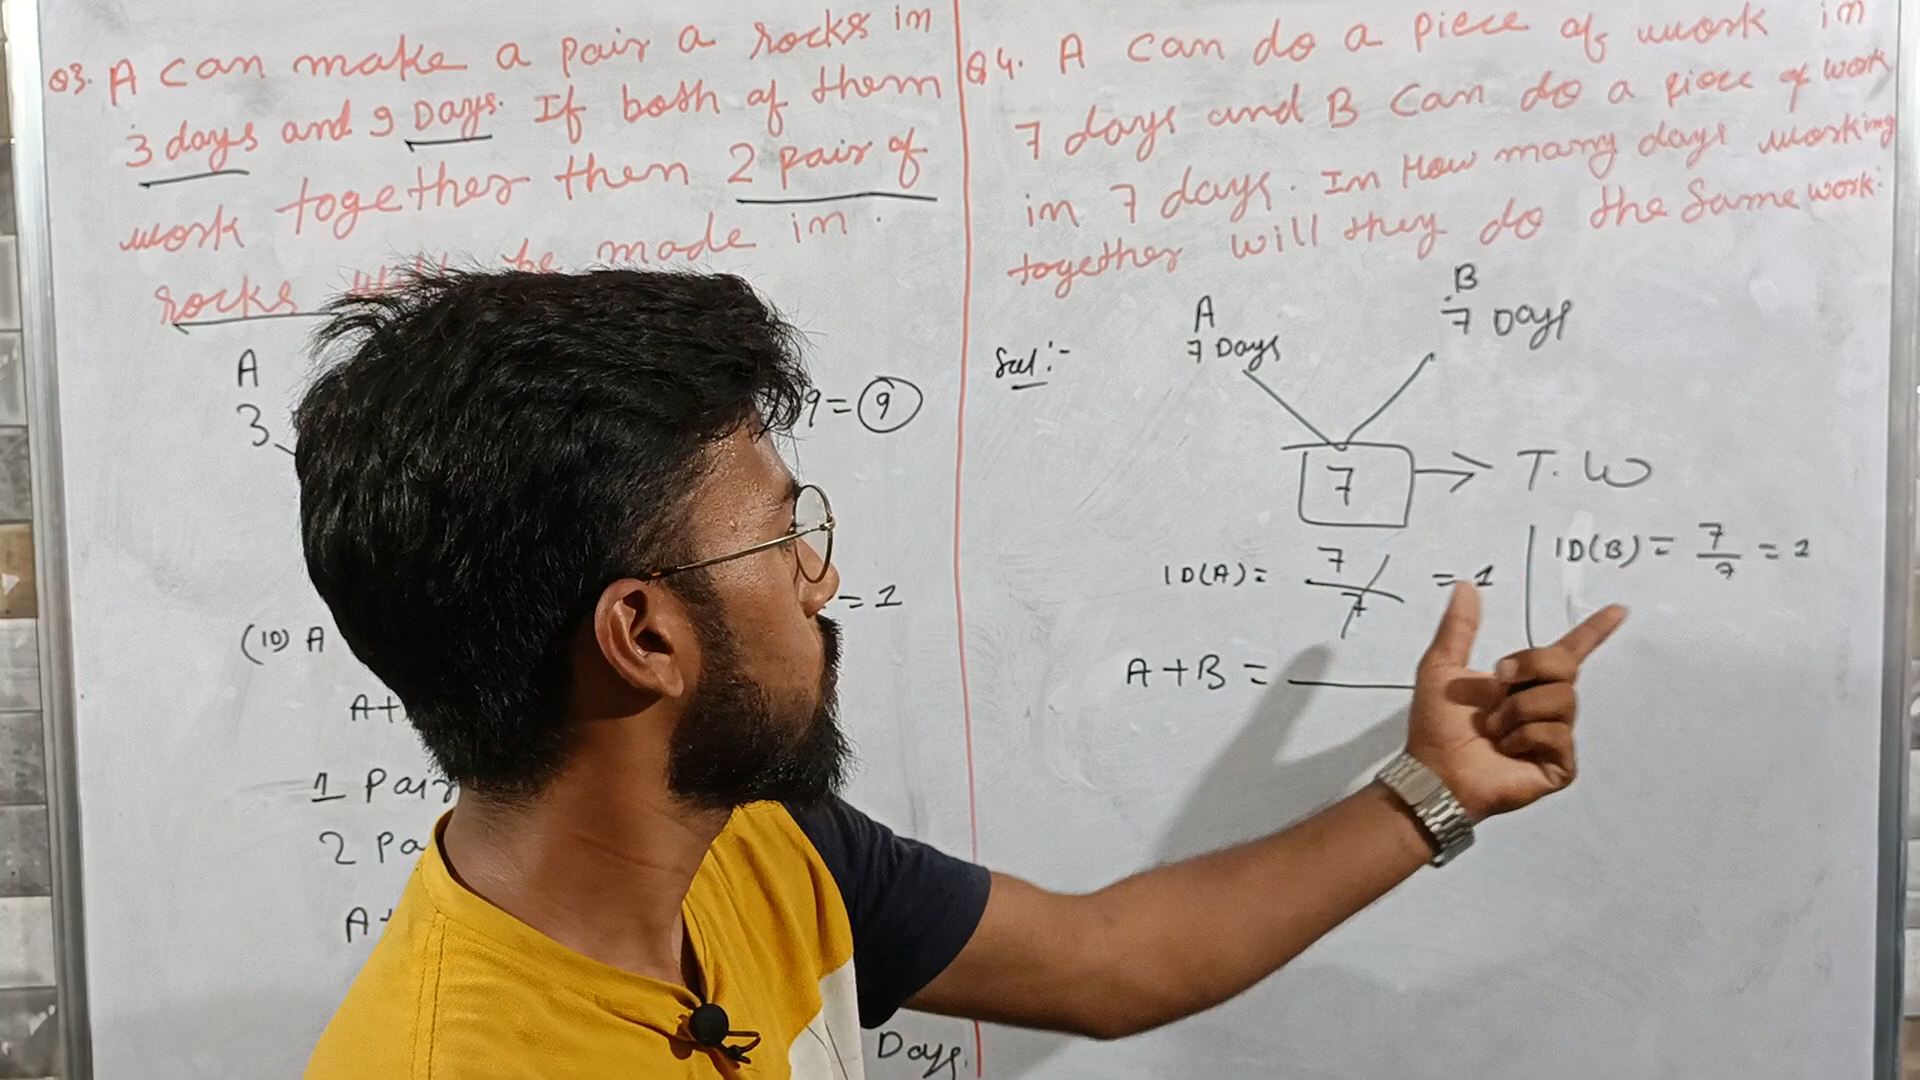 Q3. A can make a pair a rocks in
3 days and 9 Days. If both of them
work together then 2 pair of
rocks will be made in.
A
3
9 = 9
= 1
(1D) A
A+
1 Pair
2 Pa
A+
Days.
Q4. A can do a piece of work in
7 days and B can do a piece of work
in 7 days. In How many days working
together will they do the same work.
Sol:-
A
7 Days
B
7 Days
7 → T.W
1D(A) = 7/7 = 1
1D(B) = 7/7 = 1
A+B =